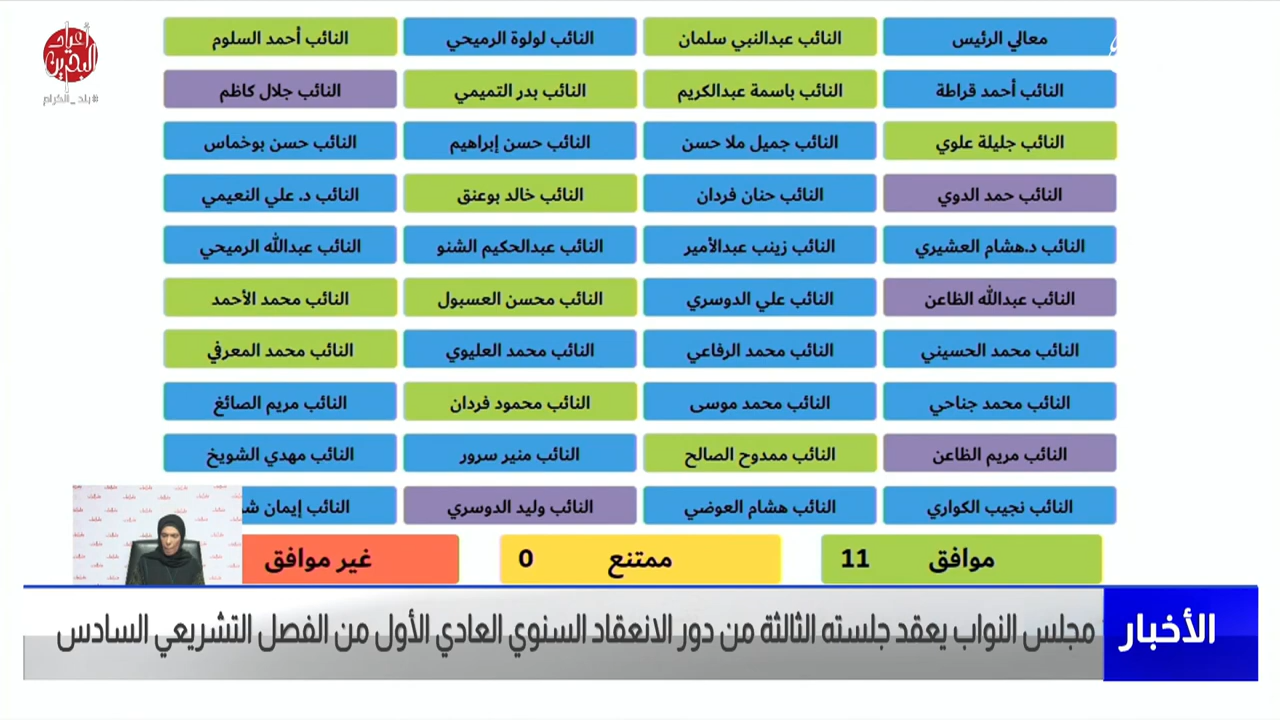 أعياد
البحرين
#بلد_الكرام
معالي الرئيس
النائب عبدالنبي سلمان
النائب لولوة الرميحي
النائب أحمد السلوم
النائب أحمد قراطة
النائب باسمة عبدالكريم
النائب بدر التميمي
النائب جلال كاظم
النائب جليلة علوي
النائب جميل ملا حسن
النائب حسن إبراهيم
النائب حسن بوخماس
النائب حمد الدوي
النائب حنان فردان
النائب خالد بوعنق
النائب د. علي النعيمي
النائب د.هشام العشيري
النائب زينب عبدالأمير
النائب عبدالحكيم الشنو
النائب عبدالله الرميحي
النائب عبدالله الظاعن
النائب علي الدوسري
النائب محسن العسبول
النائب محمد الأحمد
النائب محمد الحسيني
النائب محمد الرفاعي
النائب محمد العليوي
النائب محمد المعرفي
النائب محمد جناحي
النائب محمد موسى
النائب محمود فردان
النائب مريم الصائغ
النائب مريم الظاعن
النائب ممدوح الصالح
النائب منير سرور
النائب مهدي الشويخ
النائب نجيب الكواري
النائب هشام العوضي
النائب وليد الدوسري
النائب إيمان
موافق 11
ممتنع 0
غير موافق
الأخبار
مجلس النواب يعقد جلسته الثالثة من دور الانعقاد السنوي العادي الأول من الفصل التشريعي السادس